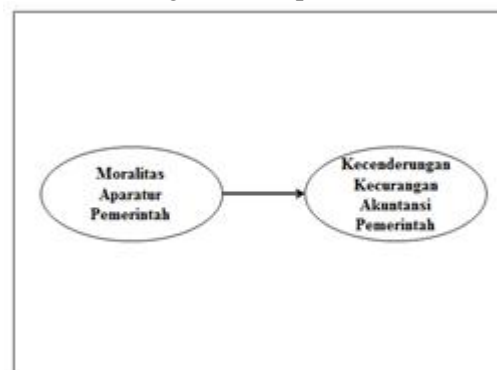 Moralitas
Aparatur
Pemerintah
Kecenderungan
Kecurangan
Akuntansi
Pemerintah